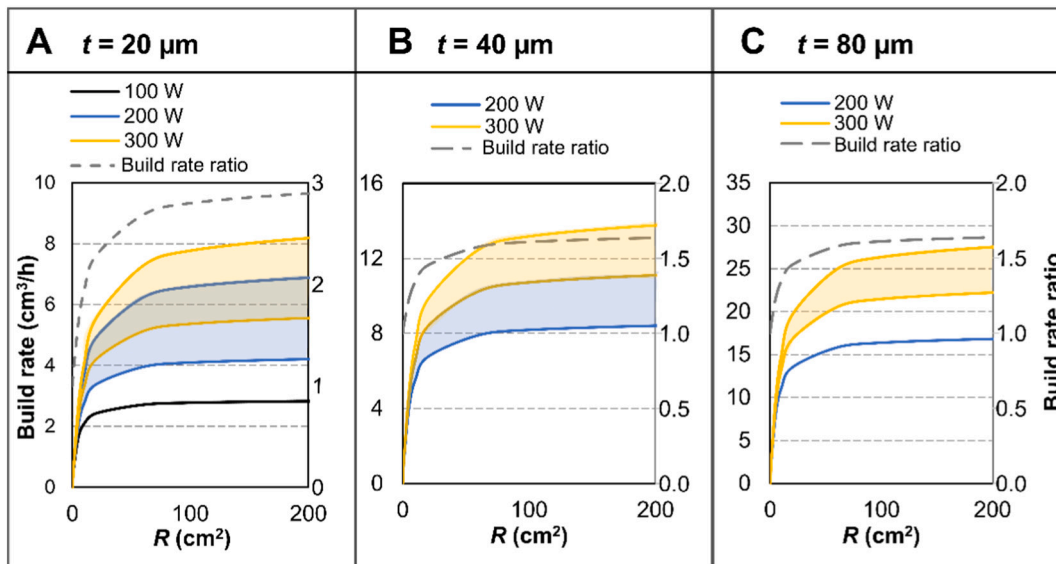 A t = 20 µm
100 W
200 W
300 W
Build rate ratio
Build rate (cm³/h)
10
8
6
4
2
0
3
2
1
0
0 100 200
R (cm²)
B t = 40 µm
200 W
300 W
Build rate ratio
16
12
8
4
0
2.0
1.5
1.0
0.5
0.0
0 100 200
R (cm²)
C t = 80 µm
200 W
300 W
Build rate ratio
35
30
25
20
15
10
5
0
2.0
1.5
1.0
0.5
0.0
Build rate ratio
0 100 200
R (cm²)